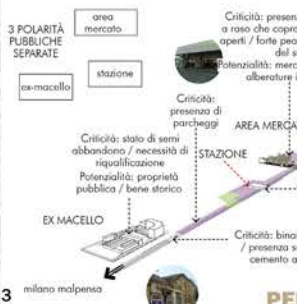 3 POLARITÀ
PUBBLICHE
SEPARATE
area
mercato
stazione
ex-macello
Criticità: presen
a raso che copro
aperti / forte pea
del s
Potenzialità: merc
alberature i
Criticità:
presenza di
parcheggi
AREA MERCA
STAZIONE
Criticità: stato di semi
abbandono / necessità di
riqualificazione
Potenzialità: proprietà
pubblica / bene storico
EX MACELLO
Criticità: bina
/ presenza s
cemento a
milano malpensa
3
PE